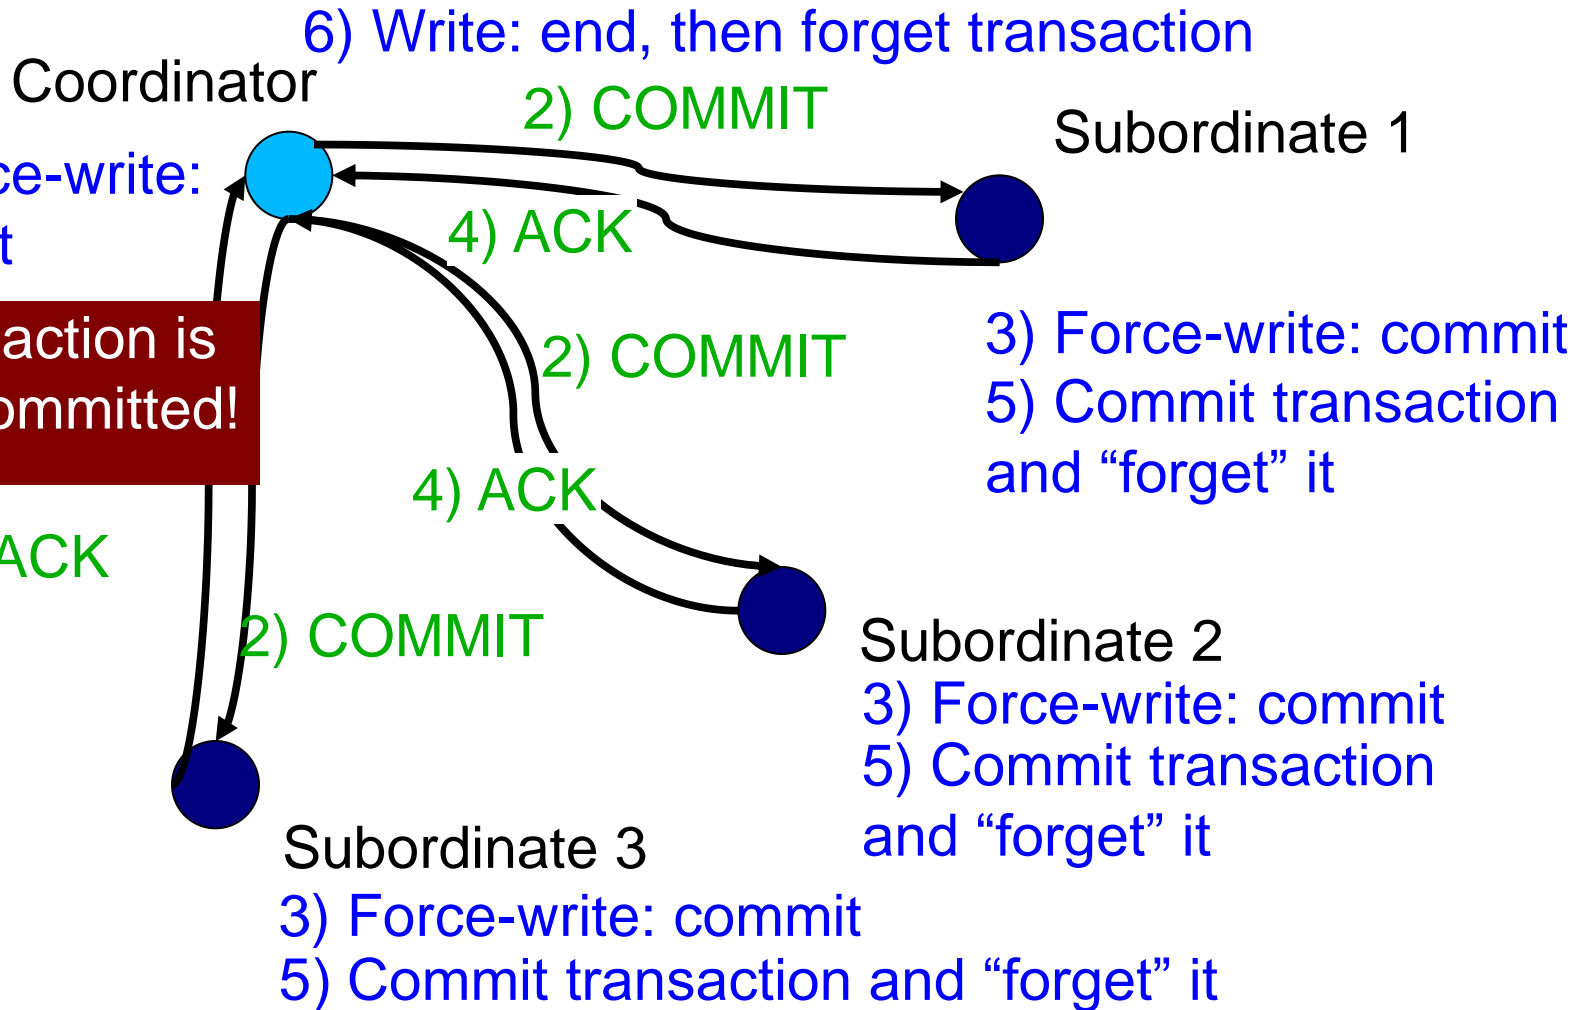 6) Write: end, then forget transaction
Coordinator
2) COMMIT
Subordinate 1
ce-write:
t
4) ACK
action is
ommitted!
2) COMMIT
3) Force-write: commit
5) Commit transaction
and “forget” it
4) ACK
ACK
2) COMMIT
Subordinate 2
3) Force-write: commit
5) Commit transaction
and “forget” it
Subordinate 3
3) Force-write: commit
5) Commit transaction and “forget” it